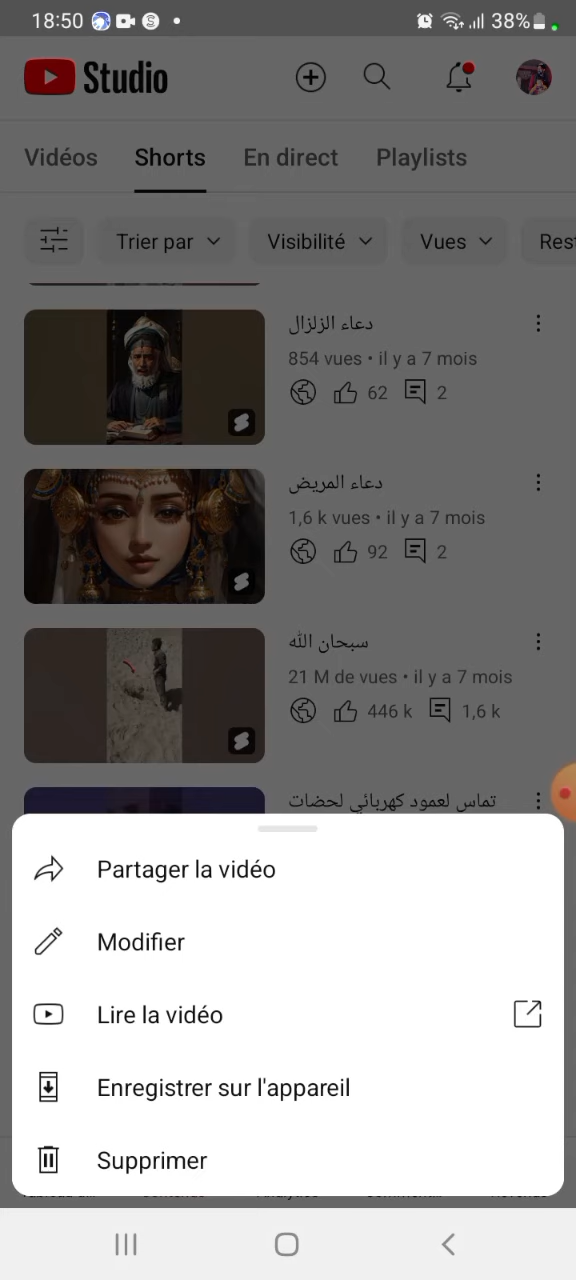 18:50
38%
Studio
Vidéos Shorts En direct Playlists
Trier par Visibilité Vues Res
دعاء الزلزال
854 vues • il y a 7 mois
62 2
دعاء المريض
1,6 k vues • il y a 7 mois
92 2
سبحان الله
21 M de vues • il y a 7 mois
446 k 1,6 k
تماس لعمود كهربائي لحضات
Partager la vidéo
Modifier
Lire la vidéo
Enregistrer sur l'appareil
Supprimer